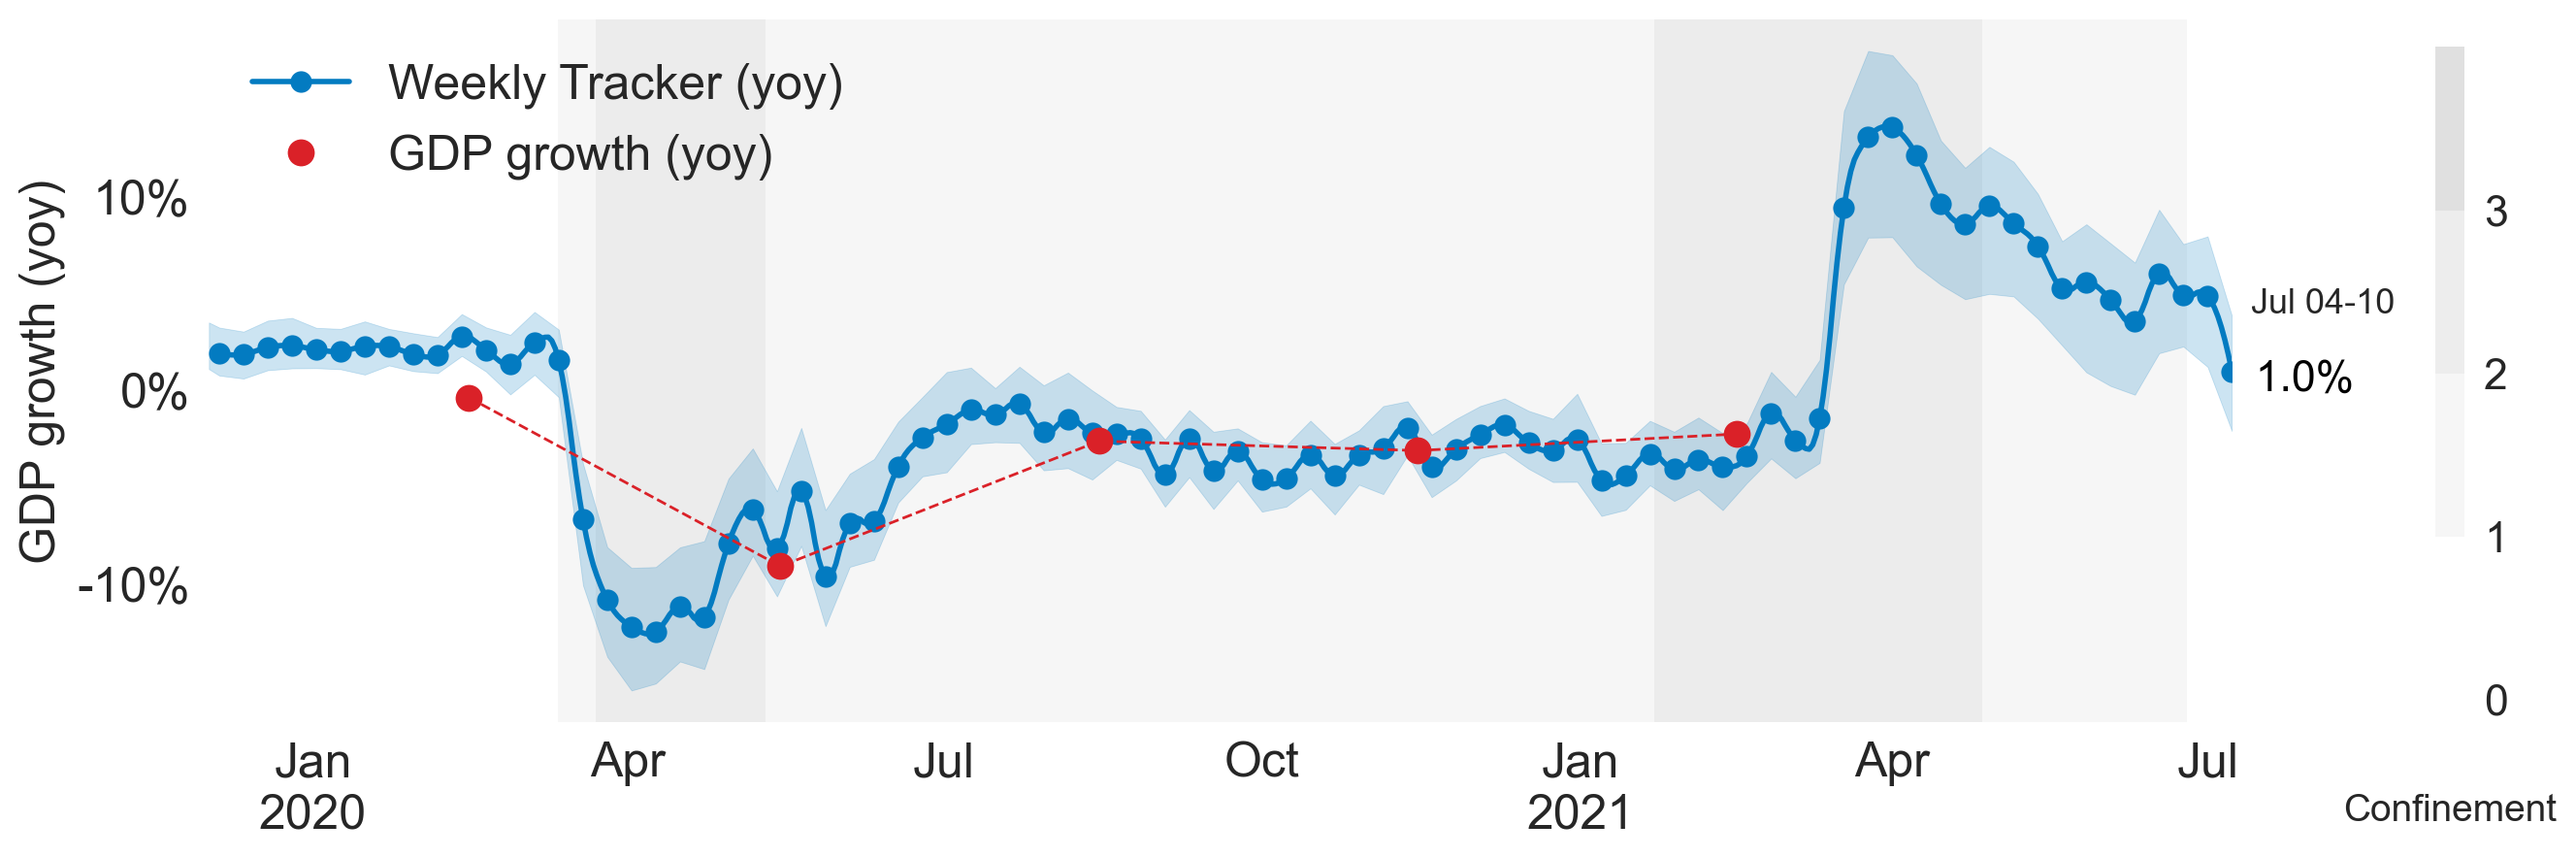 Weekly Tracker (yoy)
GDP growth (yoy)
GDP growth (yoy)
10%
0%
-10%
Jul 04-10
1.0%
3
2
1
0
Jan Apr Jul Oct Jan Apr Jul
2020 2021
Confinement